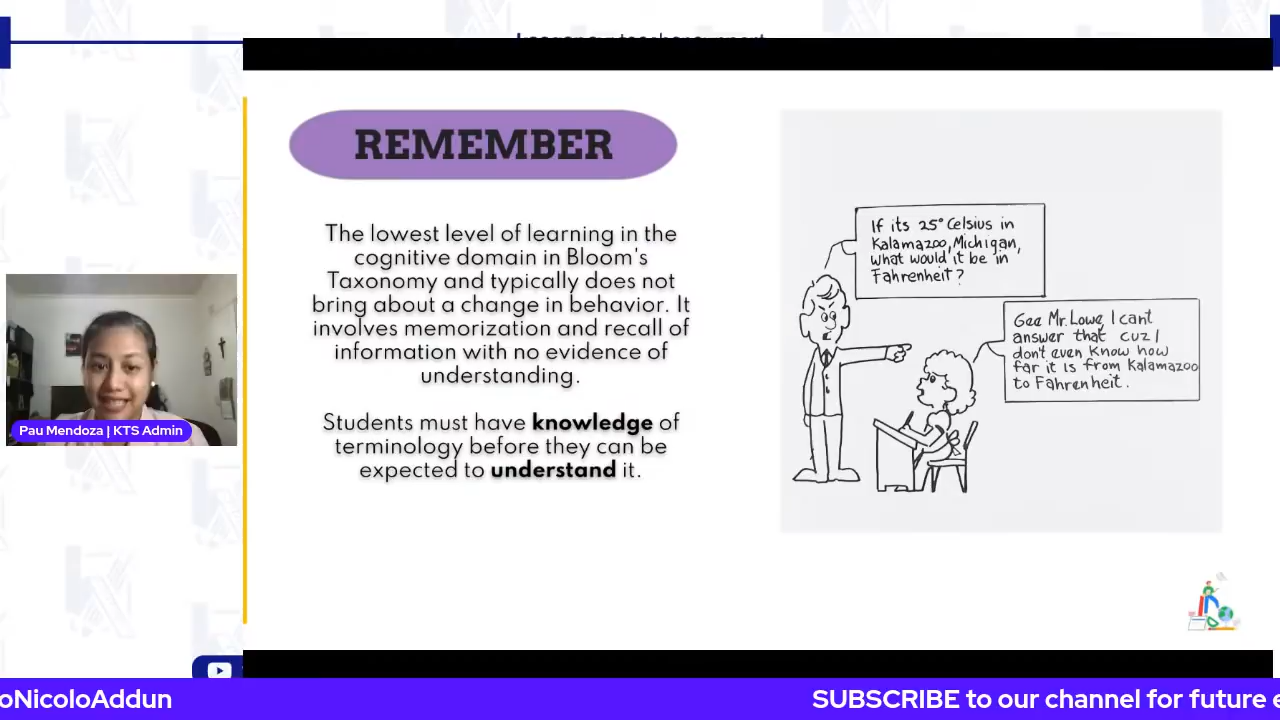 REMEMBER
The lowest level of learning in the
cognitive domain in Bloom's
Taxonomy and typically does not
bring about a change in behavior. It
involves memorization and recall of
information with no evidence of
understanding.
Students must have knowledge of
terminology before they can be
expected to understand it.
If its 25° Celsius in
Kalamazoo, Michigan,
what would it be in
Fahrenheit?
Gee Mr. Lowe, I cant
answer that cuz I
don't even know how
far it is from Kalamazoo
to Fahrenheit.
Pau Mendoza | KTS Admin
oNicoloAddun
SUBSCRIBE to our channel for future e